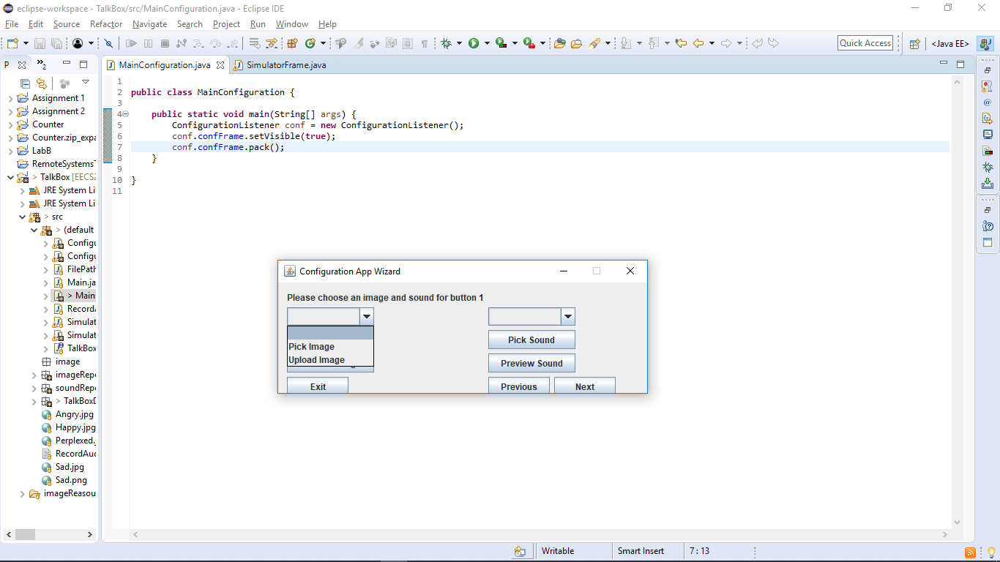 eclipse-workspace - TalkBox/src/MainConfiguration.java - Eclipse IDE
File Edit Source Refactor Navigate Search Project Run Window Help
Quick Access
<Java EE>
P
2
MainConfiguration.java
SimulatorFrame.java
Assignment 1
Assignment 2
Counter
Counter.zip_expa
LabB
RemoteSystemsT
> TalkBox [EECS2
JRE System Li
JRE System Li
> src
> (default
Configu
Configu
FilePath
Main.ja
> Main
RecordA
Simulat
Simulat
TalkBox
image
imageRepo
soundRepo
> TalkBoxD
Angry.jpg
Happy.jpg
Perplexed.
RecordAud
Sad.jpg
Sad.png
imageReasou
1
2 public class MainConfiguration {
3
4 public static void main(String[] args) {
5 ConfigurationListener conf = new ConfigurationListener();
6 conf.confFrame.setVisible(true);
7 conf.confFrame.pack();
8 }
9
10 }
11
Configuration App Wizard
Please choose an image and sound for button 1
Pick Image
Upload Image
Pick Sound
Preview Sound
Exit
Previous
Next
Writable
Smart Insert
7 : 13